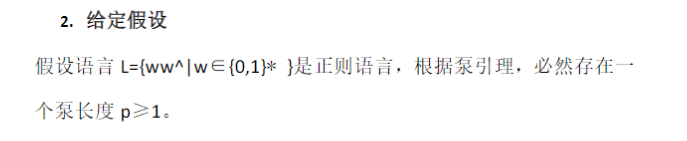 2. 给定假设
假设语言 L={ww^|w∈{0,1}* }是正则语言，根据泵引理，必然存在一
个泵长度 p≥1。